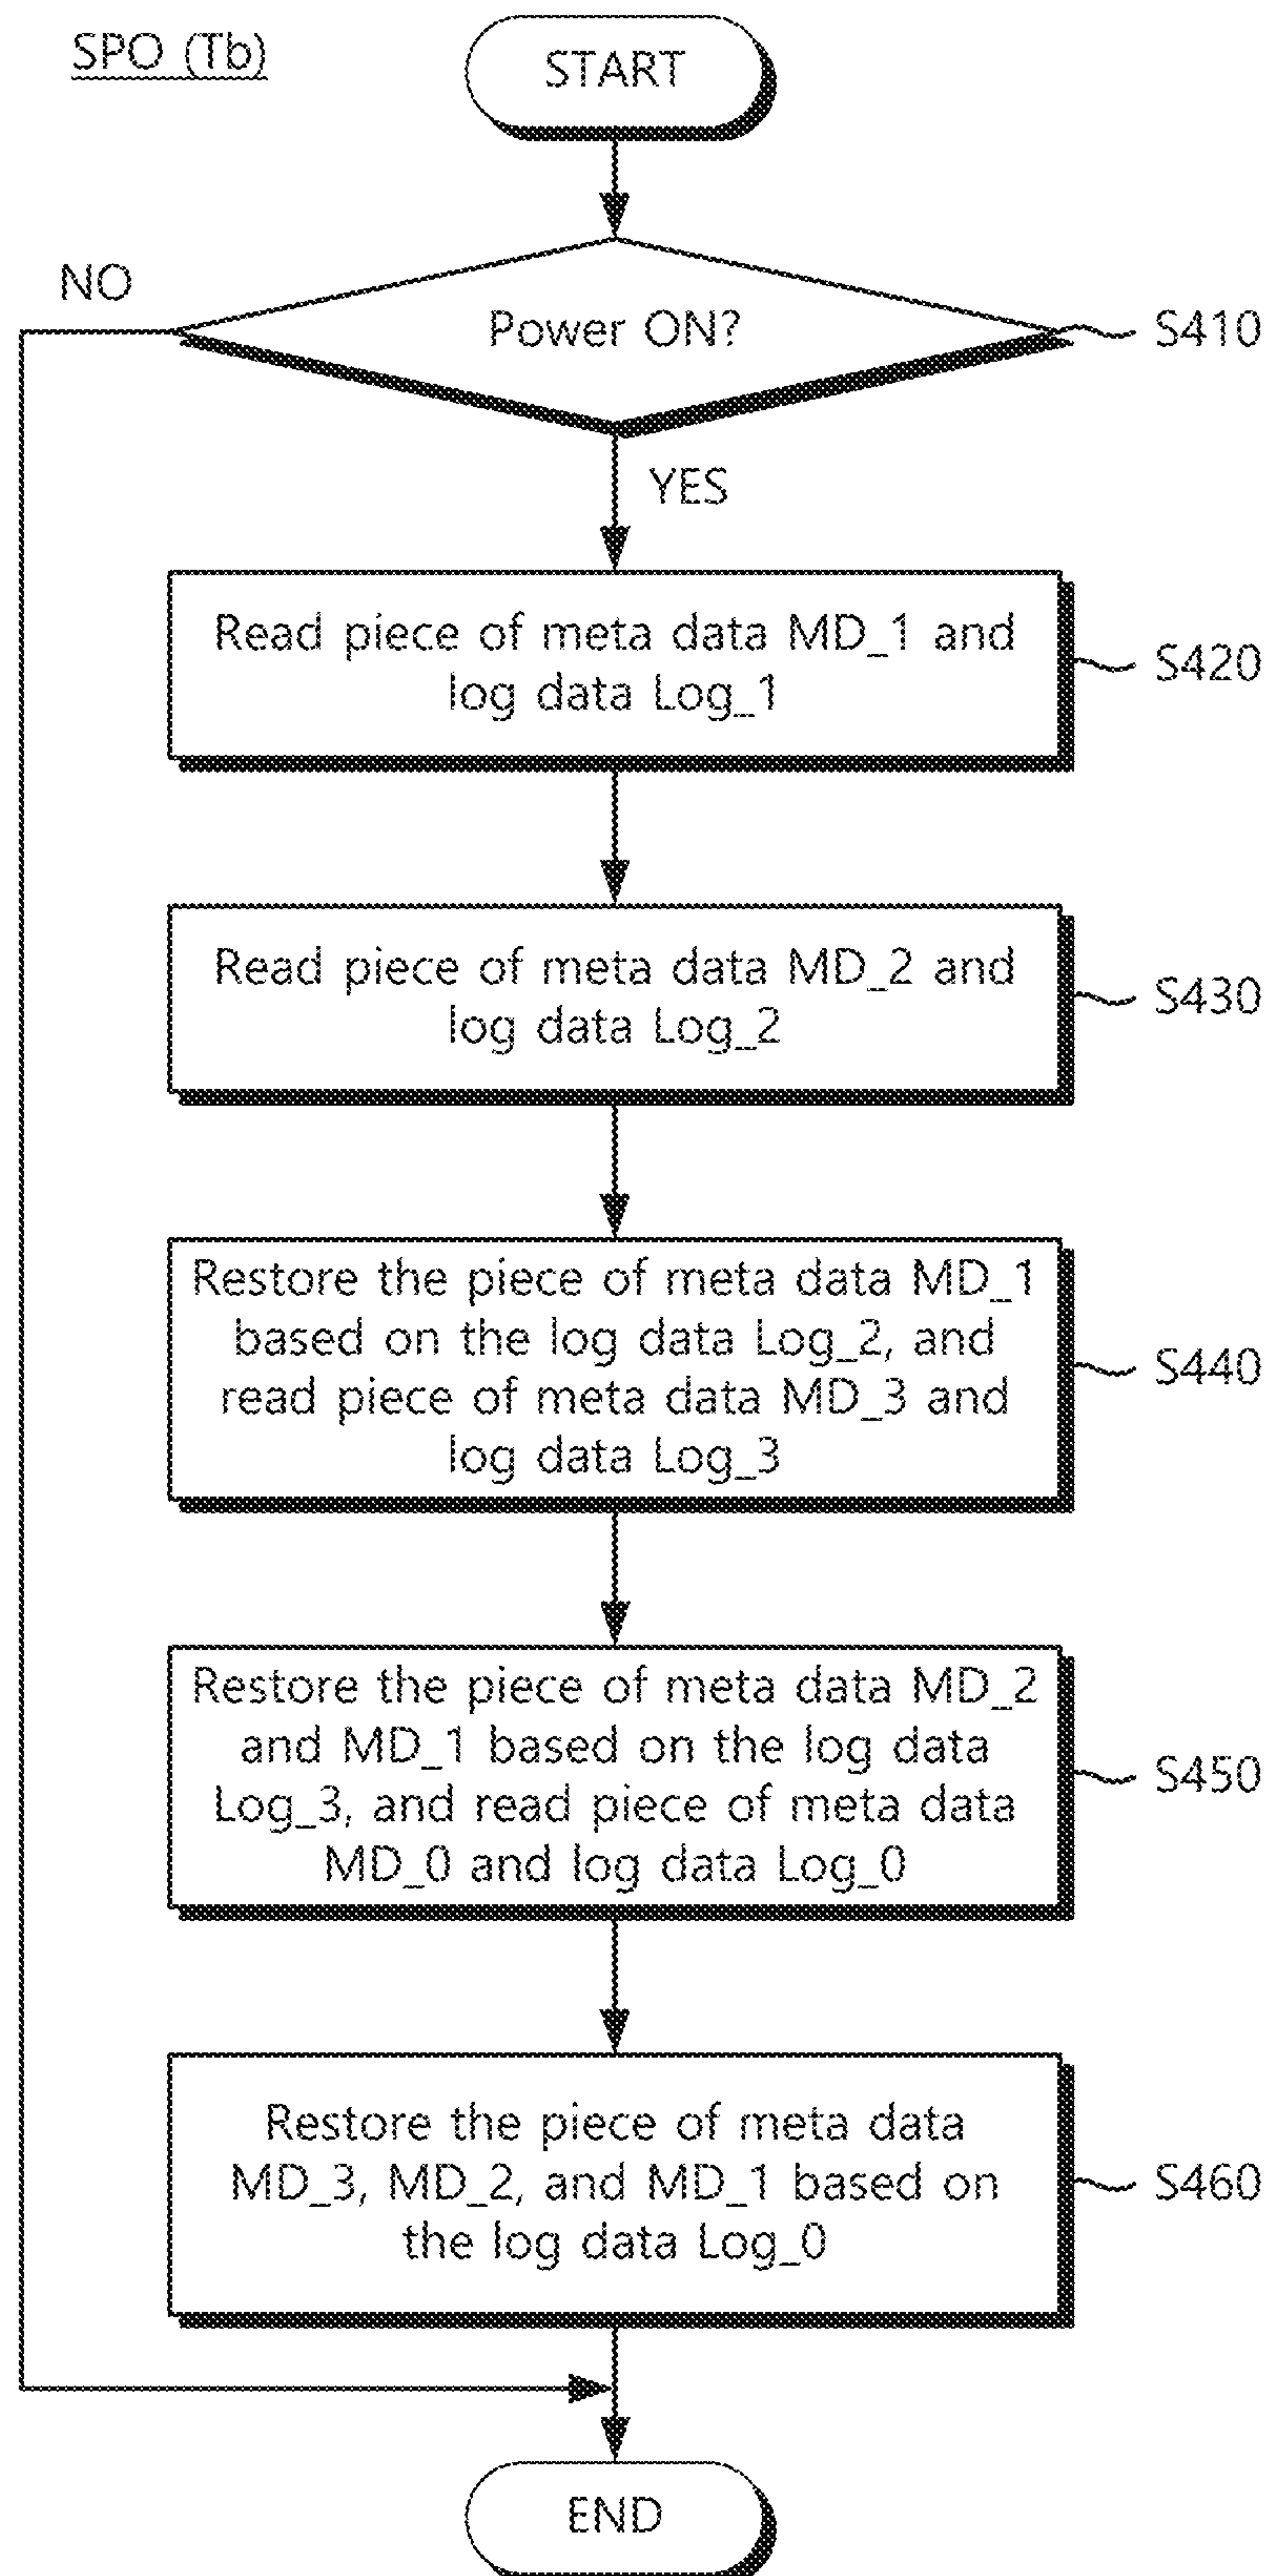 SPO (Tb)
START
NO
Power ON?
S410
YES
Read piece of meta data MD_1 and
log data Log_1
S420
Read piece of meta data MD_2 and
log data Log_2
S430
Restore the piece of meta data MD_1
based on the log data Log_2, and
read piece of meta data MD_3 and
log data Log_3
S440
Restore the piece of meta data MD_2
and MD_1 based on the log data
Log_3, and read piece of meta data
MD_0 and log data Log_0
S450
Restore the piece of meta data
MD_3, MD_2, and MD_1 based on
the log data Log_0
S460
END